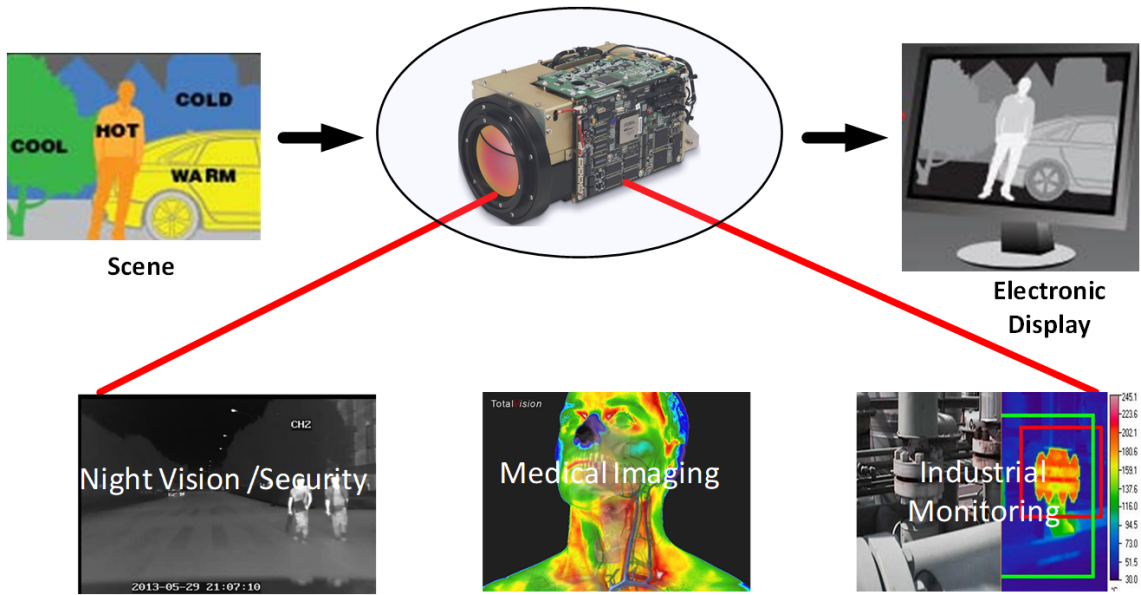 COLD
HOT
COOL
WARM
Scene
Electronic
Display
CH2
Night Vision /Security
2013-05-29 21:07:10
TotalVision
Medical Imaging
Industrial
Monitoring
245.1
223.6
202.1
180.6
159.1
137.6
116.0
94.5
73.0
51.5
30.0
°C